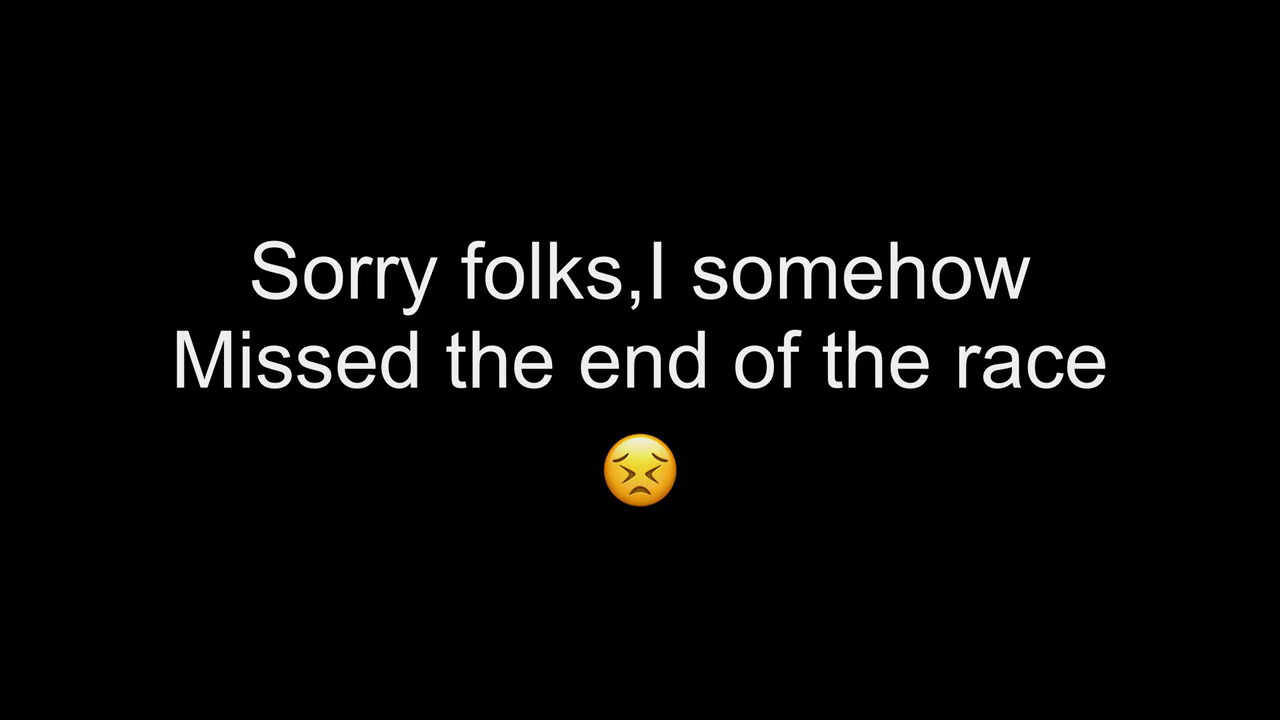 Sorry folks,I somehow
Missed the end of the race
😣